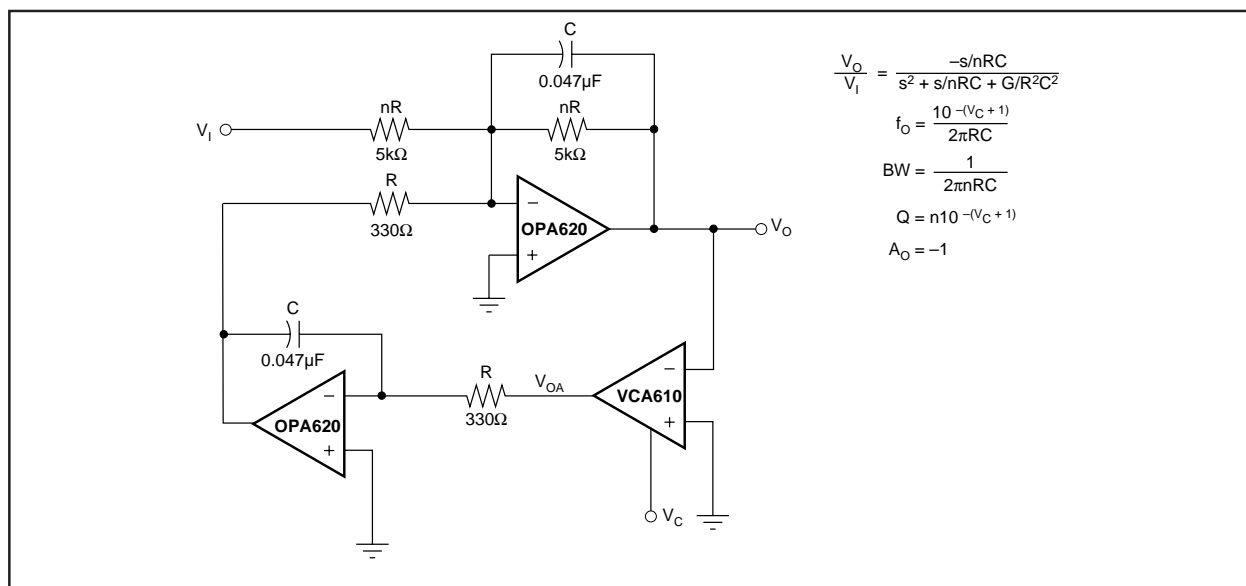 C
0.047µF
nR
nR
V_I
5kΩ
5kΩ
R
330Ω
−
OPA620
+
V_O
C
0.047µF
−
OPA620
+
R
330Ω
V_OA
−
VCA610
+
V_C
V_O / V_I = −s/nRC / s² + s/nRC + G/R²C²
f_O = 10^−(V_C + 1) / 2πRC
BW = 1 / 2πnRC
Q = n10^−(V_C + 1)
A_O = −1